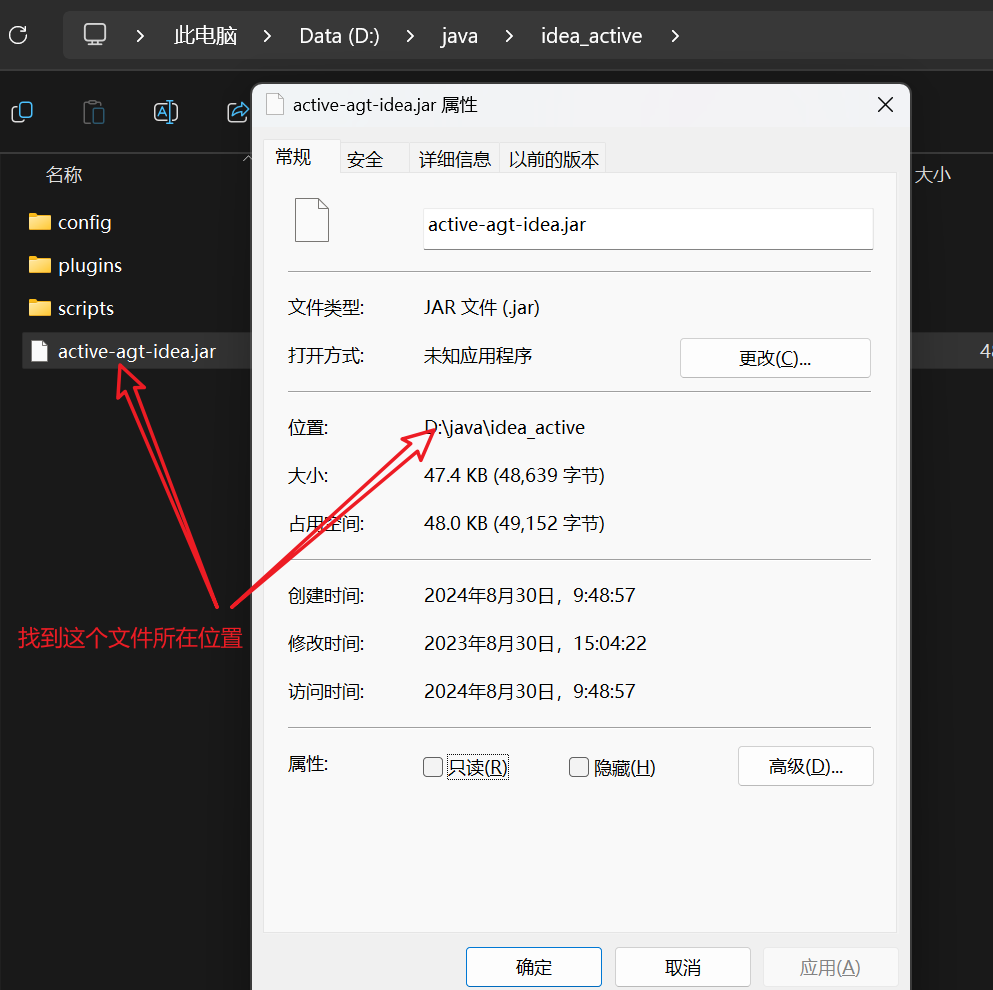 此电脑 Data (D:) java idea_active
active-agt-idea.jar 属性
常规 安全 详细信息 以前的版本
名称
大小
config
plugins
scripts
active-agt-idea.jar
active-agt-idea.jar
文件类型: JAR 文件 (.jar)
打开方式: 未知应用程序 更改(C)...
位置: D:\java\idea_active
大小: 47.4 KB (48,639 字节)
占用空间: 48.0 KB (49,152 字节)
创建时间: 2024年8月30日，9:48:57
修改时间: 2023年8月30日，15:04:22
访问时间: 2024年8月30日，9:48:57
找到这个文件所在位置
属性: 只读(R) 隐藏(H) 高级(D)...
确定 取消 应用(A)